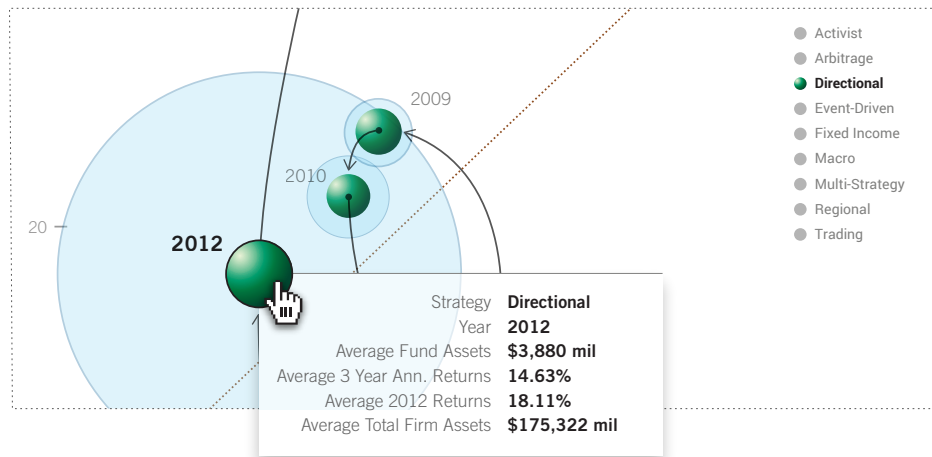 2009
2010
20
2012
Activist
Arbitrage
Directional
Event-Driven
Fixed Income
Macro
Multi-Strategy
Regional
Trading
Strategy Directional
Year 2012
Average Fund Assets $3,880 mil
Average 3 Year Ann. Returns 14.63%
Average 2012 Returns 18.11%
Average Total Firm Assets $175,322 mil